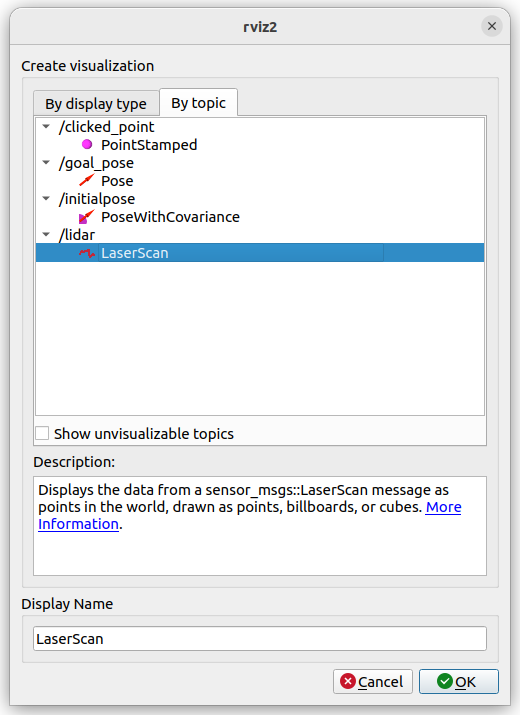 rviz2
Create visualization
By display type By topic
/clicked_point
PointStamped
/goal_pose
Pose
/initialpose
PoseWithCovariance
/lidar
LaserScan
Show unvisualizable topics
Description:
Displays the data from a sensor_msgs::LaserScan message as
points in the world, drawn as points, billboards, or cubes. More
Information.
Display Name
LaserScan
Cancel OK